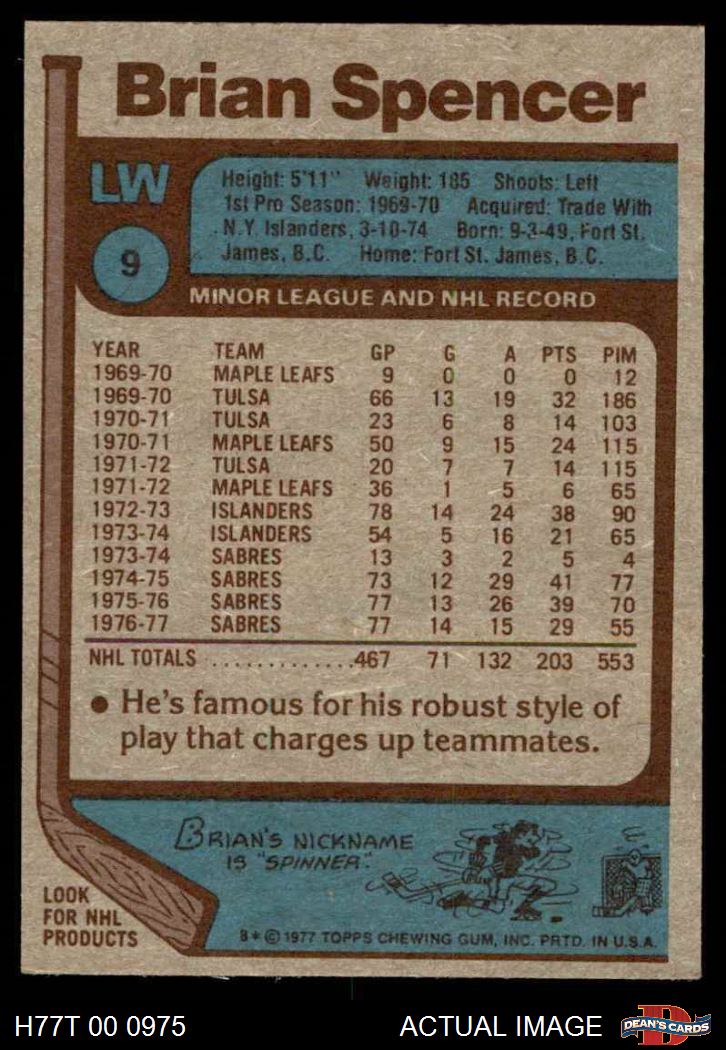 Brian Spencer
LW
9
Height: 5'11" Weight: 185 Shoots: Left
1st Pro Season: 1969-70 Acquired: Trade With
N.Y. Islanders, 3-10-74 Born: 9-3-49, Fort St.
James, B.C. Home: Fort St. James, B.C.
MINOR LEAGUE AND NHL RECORD
YEAR TEAM GP G A PTS PIM
1969-70 MAPLE LEAFS 9 0 0 0 12
1969-70 TULSA 66 13 19 32 186
1970-71 TULSA 23 6 8 14 103
1970-71 MAPLE LEAFS 50 9 15 24 115
1971-72 TULSA 20 7 7 14 115
1971-72 MAPLE LEAFS 36 1 5 6 65
1972-73 ISLANDERS 78 14 24 38 90
1973-74 ISLANDERS 54 5 16 21 65
1973-74 SABRES 13 3 2 5 4
1974-75 SABRES 73 12 29 41 77
1975-76 SABRES 77 13 26 39 70
1976-77 SABRES 77 14 15 29 55
NHL TOTALS .............467 71 132 203 553
● He's famous for his robust style of
play that charges up teammates.
BRIAN'S NICKNAME
IS "SPINNER".
LOOK
FOR NHL
PRODUCTS
B * © 1977 TOPPS CHEWING GUM, INC. PRTD. IN U.S.A.
H77T 00 0975 ACTUAL IMAGE
D
DEAN'S CARDS